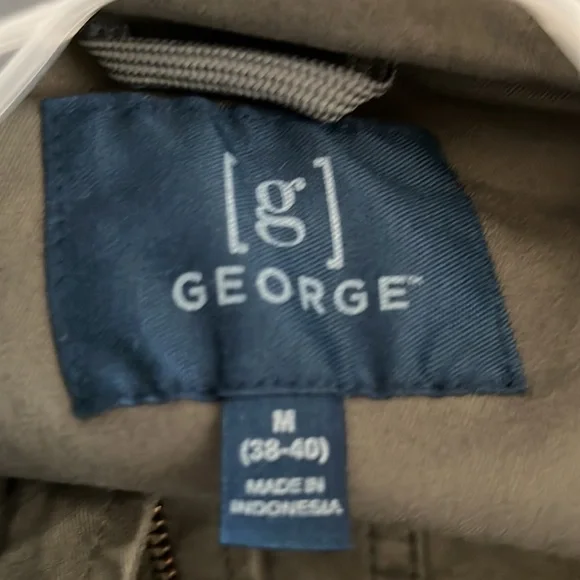 [g]
GEORGE™
M
(38-40)
MADE IN
INDONESIA